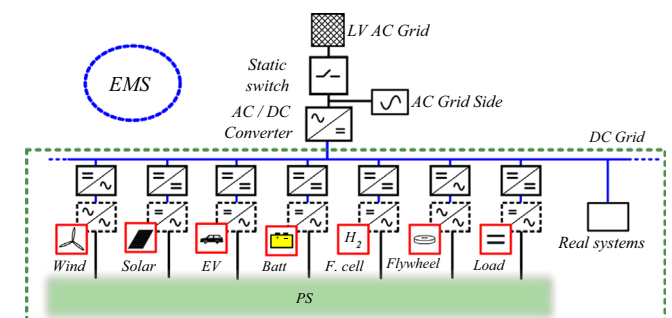 LV AC Grid
Static
switch
EMS
AC Grid Side
AC / DC
Converter
DC Grid
H2
Wind
Solar
EV
Batt
F. cell
Flywheel
Load
Real systems
PS